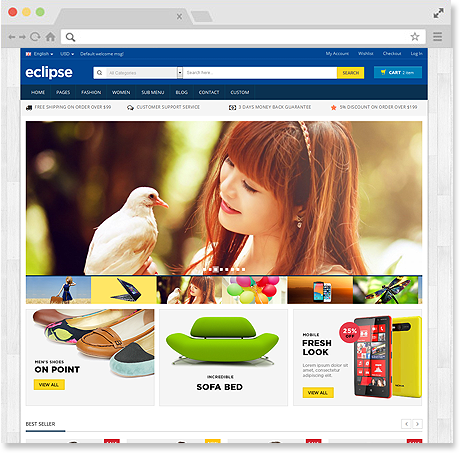 English USD Default welcome msg! My Account Wishlist Checkout Log In
eclipse All Categories Search here... SEARCH CART 2 item
HOME PAGES FASHION WOMEN SUB MENU BLOG CONTACT CUSTOM
FREE SHIPPING ON ORDER OVER $99 CUSTOMER SUPPORT SERVICE 3 DAYS MONEY BACK GUARANTEE 5% DISCOUNT ON ORDER OVER $199
MEN'S SHOES
ON POINT
VIEW ALL
INCREDIBLE
SOFA BED
MOBILE
FRESH
LOOK
Lorem ipsum dolor sit
amet, consectetur
adipiscing elit.
VIEW ALL
25%
OFF
NOKIA
BEST SELLER